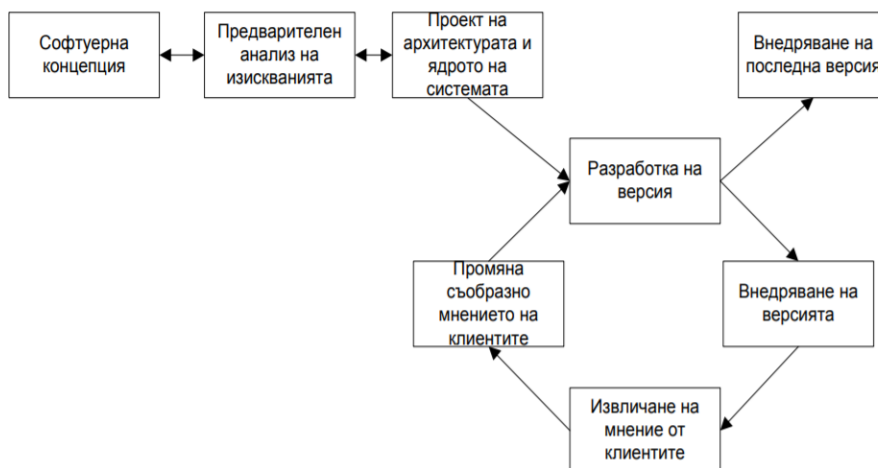 Софтуерна
концепция
Предварителен
анализ на
изискванията
Проект на
архитектурата и
ядрото на
системата
Внедряване на
последна версия
Разработка на
версия
Промяна
съобразно
мнението на
клиентите
Внедряване на
версията
Извличане на
мнение от
клиентите